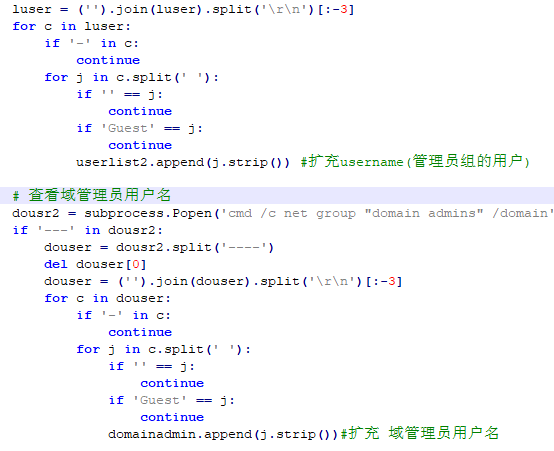 luser = ('').join(luser).split('\r\n')[:-3]
for c in luser:
    if '-' in c:
        continue
    for j in c.split(' '):
        if '' == j:
            continue
        if 'Guest' == j:
            continue
        userlist2.append(j.strip()) #扩充username(管理员组的用户)
# 查看域管理员用户名
dousr2 = subprocess.Popen('cmd /c net group "domain admins" /domain'
if '---' in dousr2:
    douser = dousr2.split('----')
    del douser[0]
    douser = ('').join(douser).split('\r\n')[:-3]
    for c in douser:
        if '-' in c:
            continue
        for j in c.split(' '):
            if '' == j:
                continue
            if 'Guest' == j:
                continue
            domainadmin.append(j.strip())#扩充 域管理员用户名